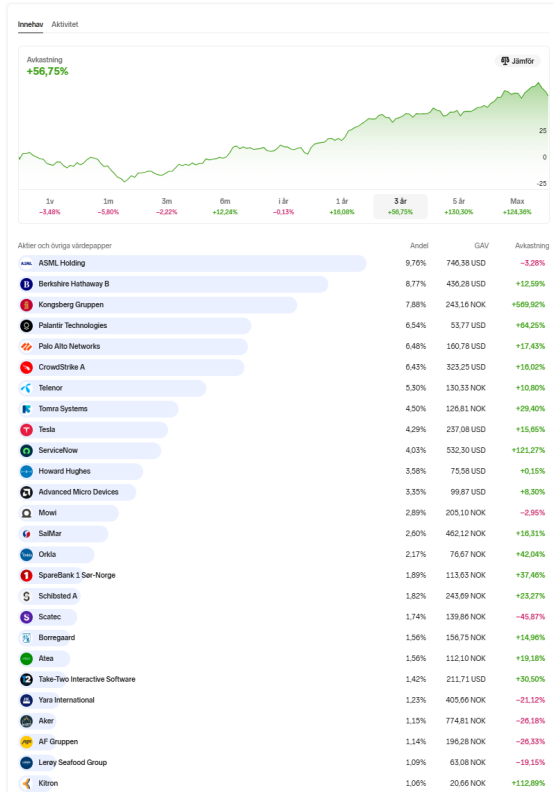 Innehav Aktivitet
Avkastning
+56,75%
Jämför
25
0
-25
1v 1m 3m 6m i år 1 år 3 år 5 år Max
−3,48% −5,80% −2,22% +12,24% −0,13% +16,08% +56,75% +130,30% +124,36%
Aktier och övriga värdepapper Andel GAV Avkastning
ASML ASML Holding 9,76% 746,38 USD −3,28%
B Berkshire Hathaway B 8,77% 436,28 USD +12,59%
Kongsberg Gruppen 7,88% 243,16 NOK +569,92%
Palantir Technologies 6,54% 53,77 USD +64,25%
Palo Alto Networks 6,48% 160,78 USD +17,43%
CrowdStrike A 6,43% 323,25 USD +16,02%
Telenor 5,30% 130,33 NOK +10,80%
Tomra Systems 4,50% 126,81 NOK +29,40%
Tesla 4,29% 237,08 USD +15,65%
ServiceNow 4,03% 532,30 USD +121,27%
Howard Hughes 3,58% 75,58 USD +0,15%
Advanced Micro Devices 3,35% 99,87 USD +8,30%
Mowi 2,89% 205,10 NOK −2,95%
SalMar 2,60% 462,12 NOK +16,31%
Orkla 2,17% 76,67 NOK +42,04%
1 SpareBank 1 Sør-Norge 1,89% 113,63 NOK +37,46%
S Schibsted A 1,82% 243,69 NOK +23,27%
S Scatec 1,74% 139,86 NOK −45,87%
Borregaard 1,56% 156,75 NOK +14,96%
Atea 1,56% 112,10 NOK +19,18%
T2 Take-Two Interactive Software 1,42% 211,71 USD +30,50%
Yara International 1,23% 405,66 NOK −21,12%
Aker 1,15% 774,81 NOK −26,18%
AF AF Gruppen 1,14% 196,28 NOK −26,33%
Lerøy Seafood Group 1,09% 63,08 NOK −19,15%
Kitron 1,06% 20,66 NOK +112,89%